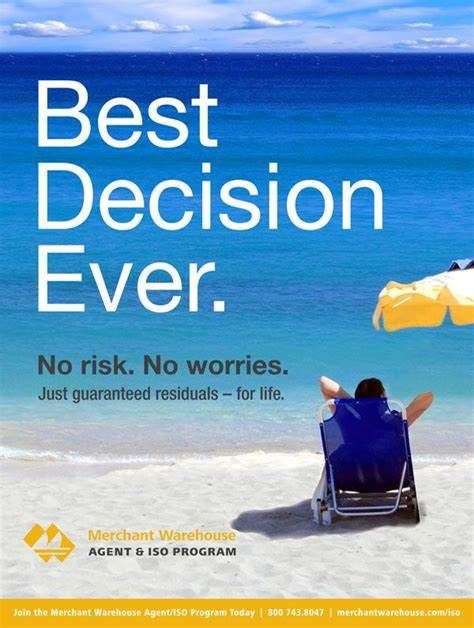 Best
Decision
Ever.
No risk. No worries.
Just guaranteed residuals – for life.
Merchant Warehouse
AGENT & ISO PROGRAM
Join the Merchant Warehouse Agent/ISO Program Today | 800 743.8047 | merchantwarehouse.com/iso